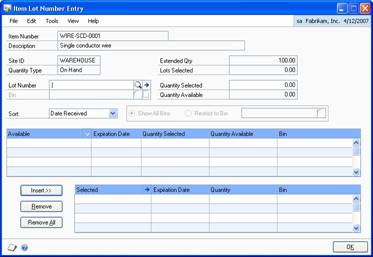 Item Lot Number Entry
File Edit Tools View Help sa Fabrikam, Inc. 4/12/2007
Item Number WIRE-SCD-0001
Description Single conductor wire
Site ID WAREHOUSE Extended Qty 100.00
Quantity Type On Hand Lots Selected 0.00
Lot Number Quantity Selected 0.00
Bin Quantity Available 0.00
Sort: Date Received Show All Bins Restrict to Bin
Available Expiration Date Quantity Selected Quantity Available Bin
Insert >> Selected Expiration Date Quantity Bin
Remove
Remove All
OK